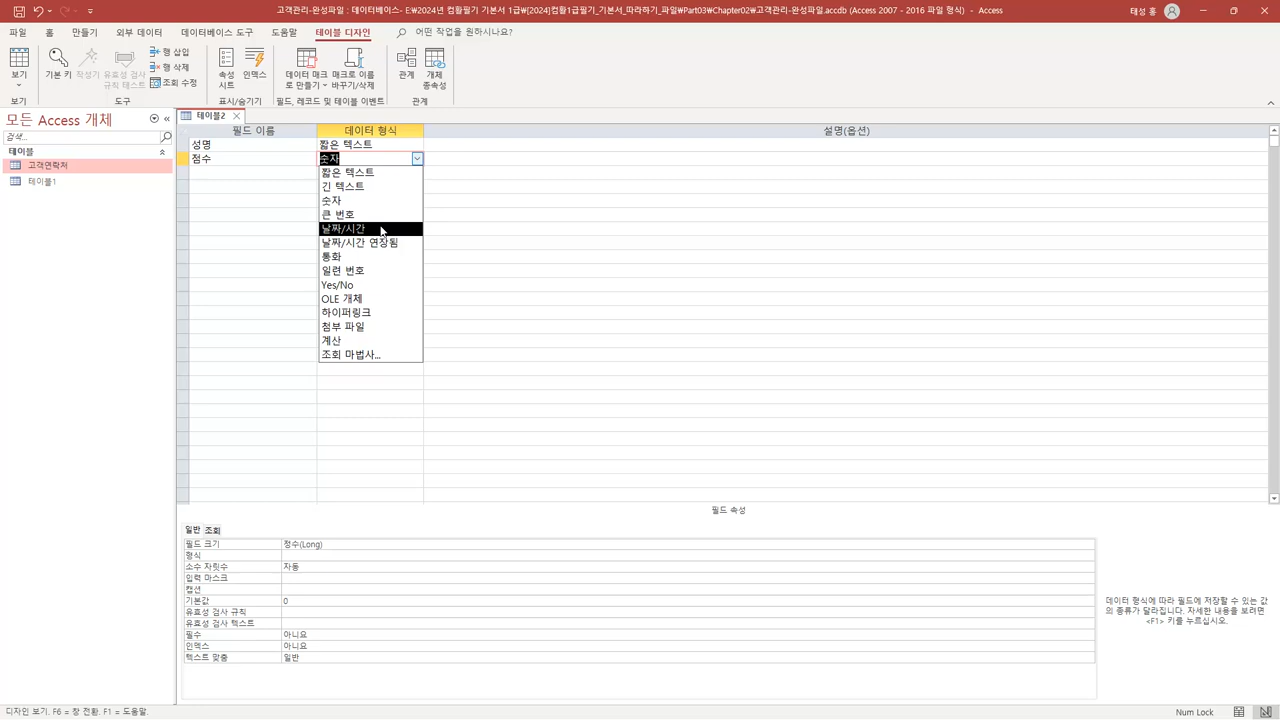 고객관리-완성파일 : 데이터베이스- E:₩2024년 컴활필기 기본서 1급₩[2024]컴활1급필기_기본서_따라하기_파일₩Part03₩Chapter02₩고객관리-완성파일.accdb (Access 2007 - 2016 파일 형식) - Access
태성 홍
파일 홈 만들기 외부 데이터 데이터베이스 도구 도움말 테이블 디자인 어떤 작업을 원하시나요?
보기
기본 키
작성기
유효성 검사
규칙 테스트
행 삽입
행 삭제
조회 수정
속성
시트
인덱스
데이터 매크
로 만들기
매크로 이름
바꾸기/삭제
관계
개체
종속성
보기 도구 표시/숨기기 필드, 레코드 및 테이블 이벤트 관계
모든 Access 개체
검색...
테이블
고객연락처
테이블1
테이블2
필드 이름 데이터 형식 설명(옵션)
성명 짧은 텍스트
점수 숫자
짧은 텍스트
긴 텍스트
숫자
큰 번호
날짜/시간
날짜/시간 연장됨
통화
일련 번호
Yes/No
OLE 개체
하이퍼링크
첨부 파일
계산
조회 마법사...
필드 속성
일반 조회
필드 크기 정수(Long)
형식
소수 자릿수 자동
입력 마스크
캡션
기본값 0
유효성 검사 규칙
유효성 검사 텍스트
필수 아니요
인덱스 아니요
텍스트 맞춤 일반
데이터 형식에 따라 필드에 저장할 수 있는 값
의 종류가 달라집니다. 자세한 내용을 보려면
<F1> 키를 누르십시오.
디자인 보기. F6 = 창 전환. F1 = 도움말.
Num Lock